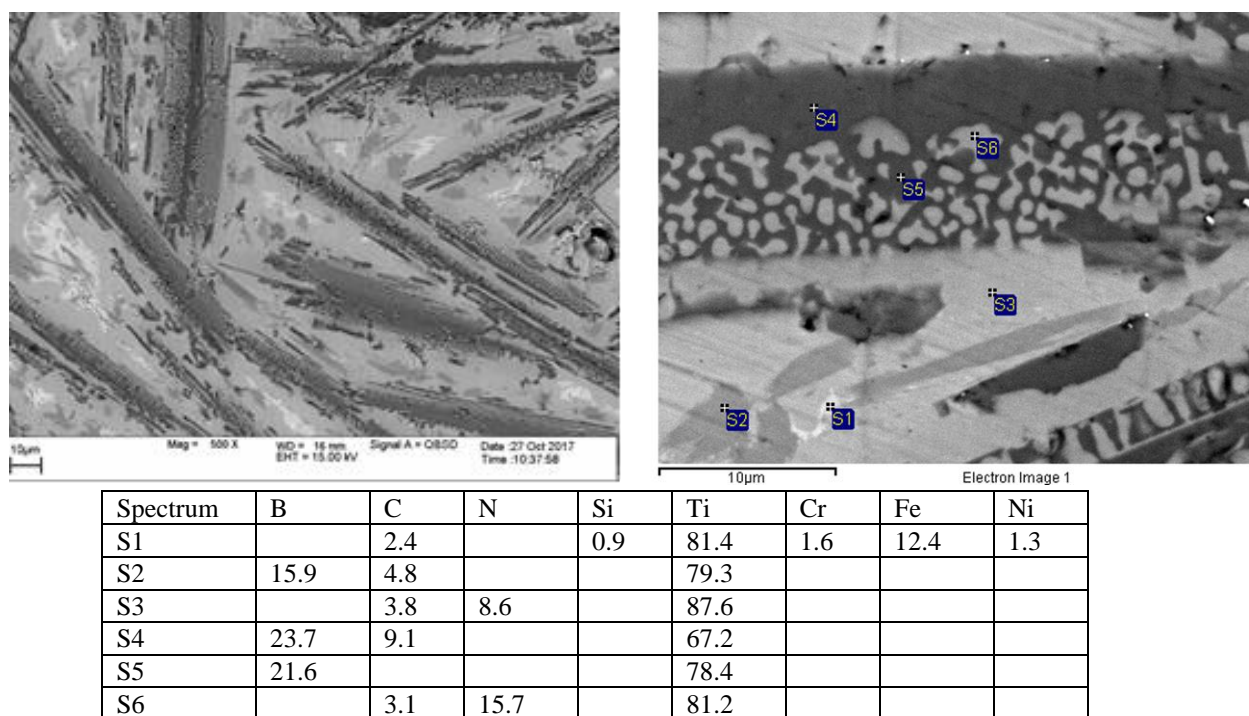 S4
S6
S5
S3
S2
S1
10µm
Mag = 500 X
WD = 16 mm
EHT = 15.00 kV
Signal A = QBSD
Date :27 Oct 2017
Time :10:37:58
10µm
Electron Image 1
Spectrum B C N Si Ti Cr Fe Ni
S1 2.4 0.9 81.4 1.6 12.4 1.3
S2 15.9 4.8 79.3
S3 3.8 8.6 87.6
S4 23.7 9.1 67.2
S5 21.6 78.4
S6 3.1 15.7 81.2